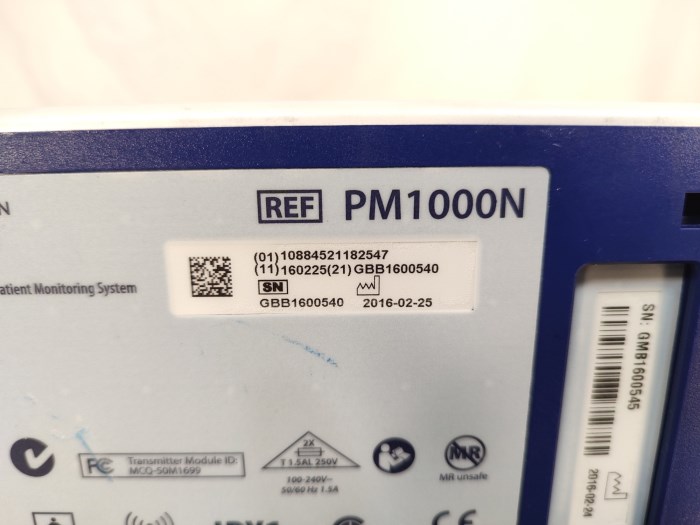 N
REF PM1000N
(01)10884521182547
(11)160225(21)GBB1600540
atient Monitoring System
SN
GBB1600540 2016-02-25
SN: GMB1600545
2016-02-24
N
FC Transmitter Module ID:
MCQ-50M1699
2X
T 1.5AL 250V
100-240V~
50/60 Hz 1.5A
MR
MR unsafe
CE